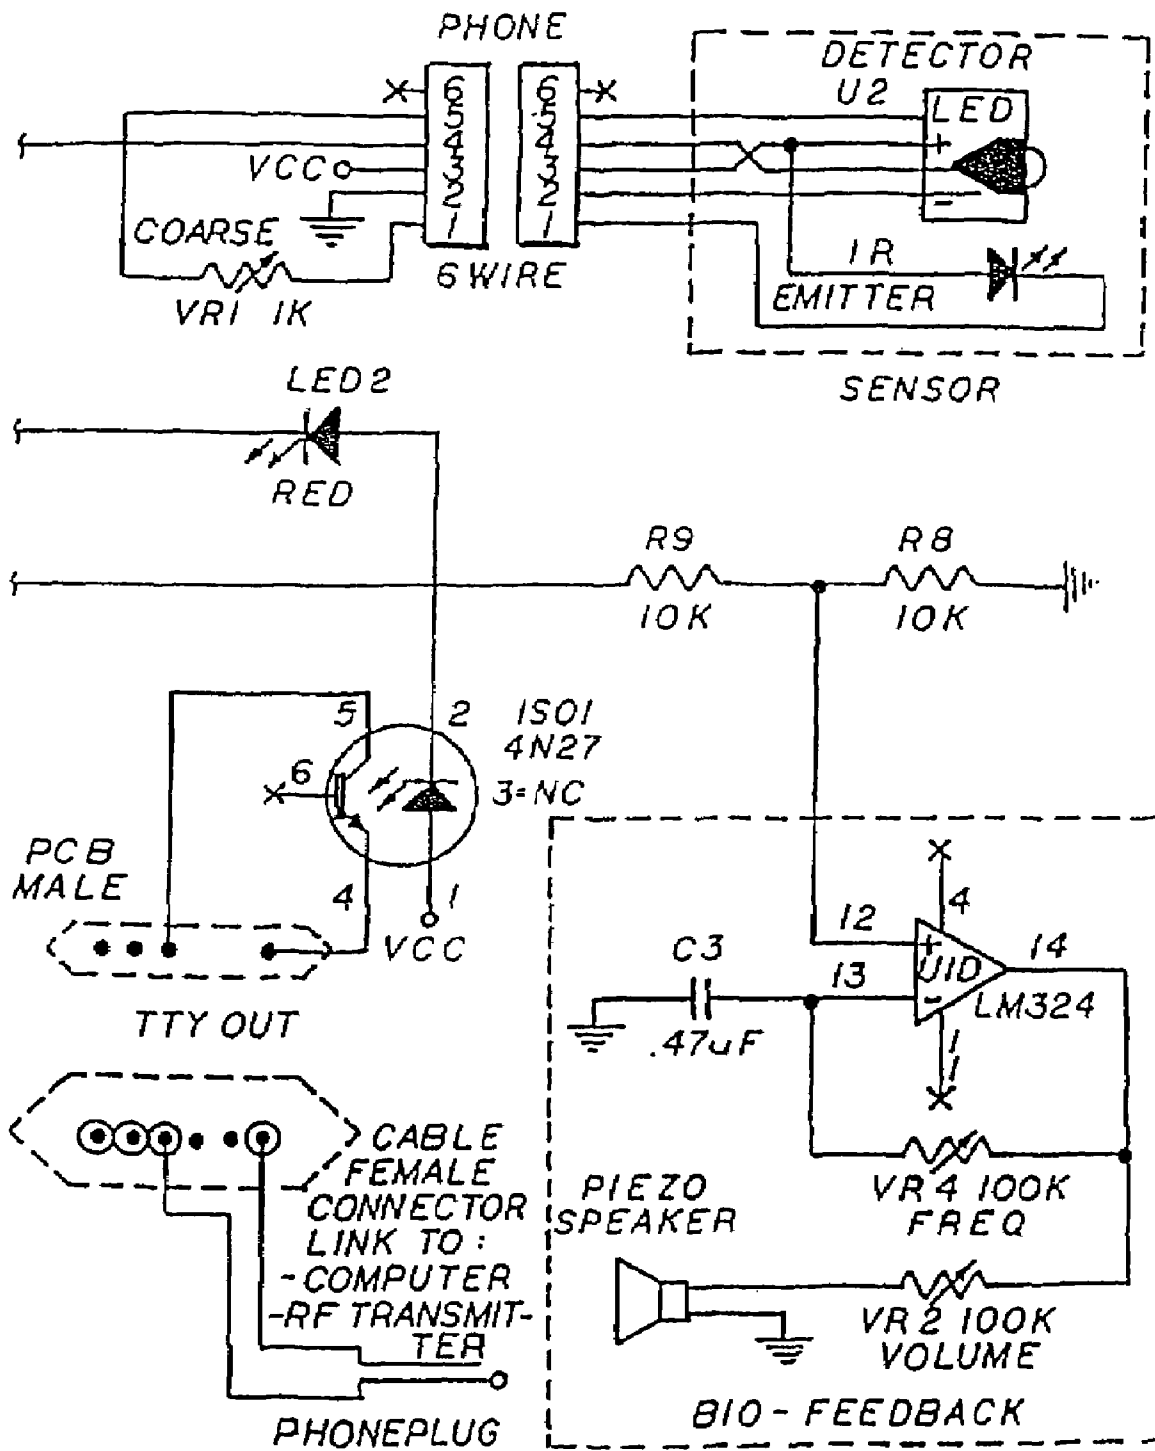 PHONE
6 6
5 5
4 4
3 3
2 2
1 1
VCC
COARSE
VR1 1K
6 WIRE
DETECTOR
U2
LED
+
-
IR
EMITTER
SENSOR
LED2
RED
R9
10K
R8
10K
5
2
ISO1
4N27
3=NC
6
4
1
VCC
PCB
MALE
TTY OUT
CABLE
FEMALE
CONNECTOR
LINK TO:
-COMPUTER
-RF TRANSMIT-
TER
PHONEPLUG
4
12
+
14
C3
13
U1D
-
LM324
.47uF
11
VR4 100K
FREQ
PIEZO
SPEAKER
VR2 100K
VOLUME
BIO-FEEDBACK